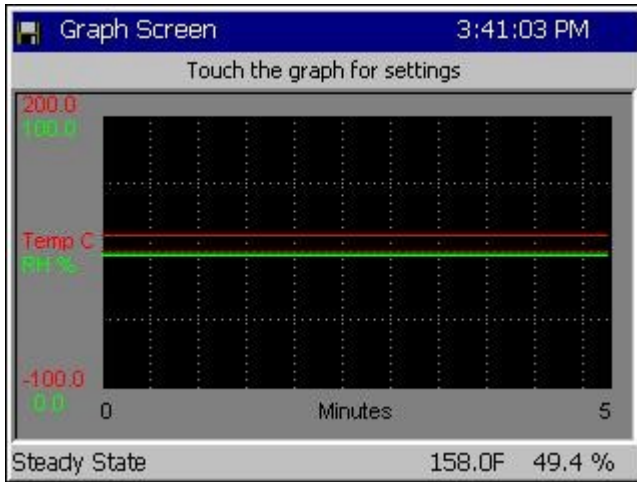 Graph Screen 3:41:03 PM
Touch the graph for settings
200.0
100.0
Temp C
RH %
-100.0
0.0
0 Minutes 5
Steady State 158.0F 49.4 %